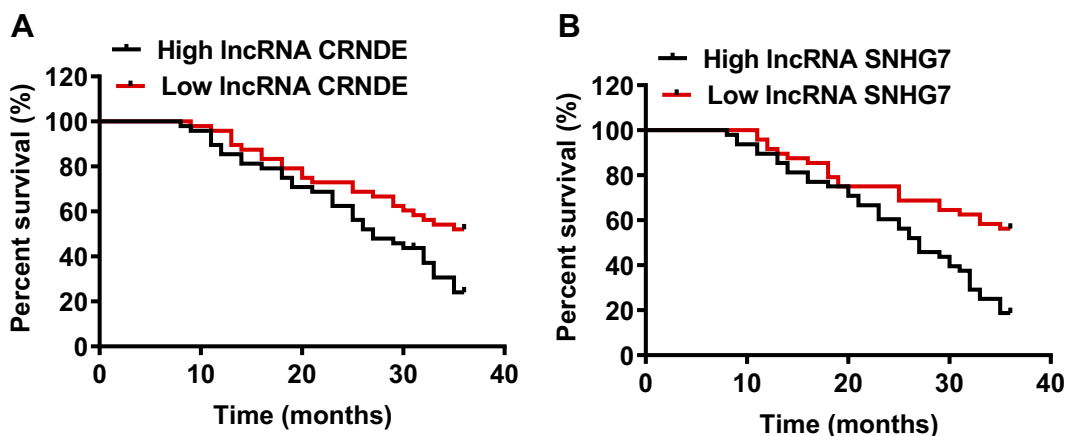 A
High lncRNA CRNDE
Low lncRNA CRNDE
Percent survival (%)
120
100
80
60
40
20
0
0 10 20 30 40
Time (months)
B
High lncRNA SNHG7
Low lncRNA SNHG7
Percent survival (%)
120
100
80
60
40
20
0
0 10 20 30 40
Time (months)